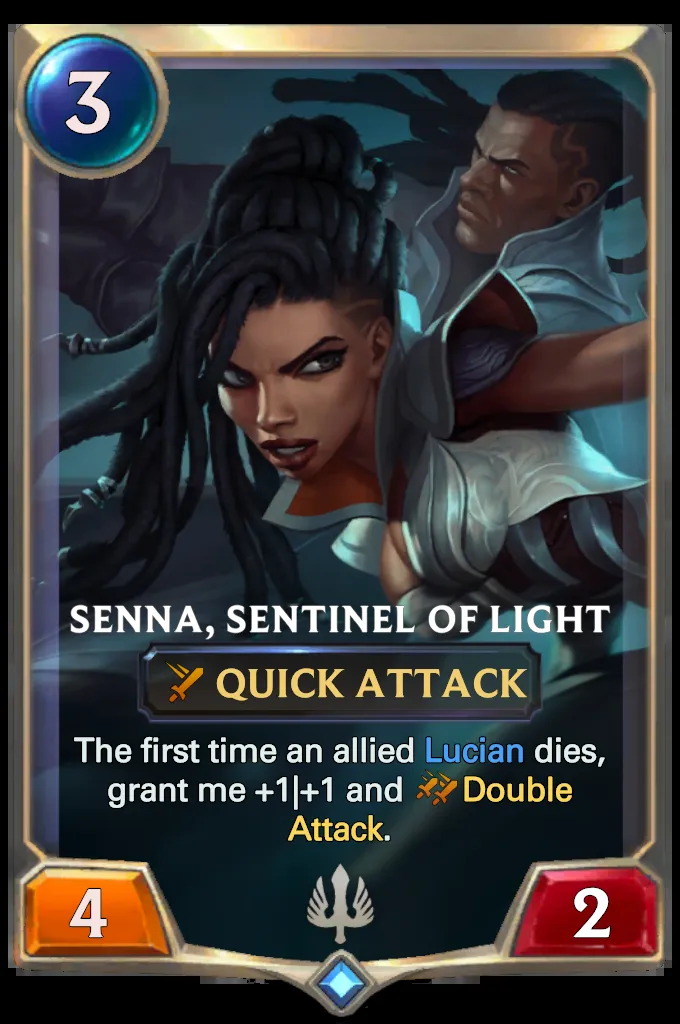 3
SENNA, SENTINEL OF LIGHT
QUICK ATTACK
The first time an allied Lucian dies,
grant me +1|+1 and Double
Attack.
4
2